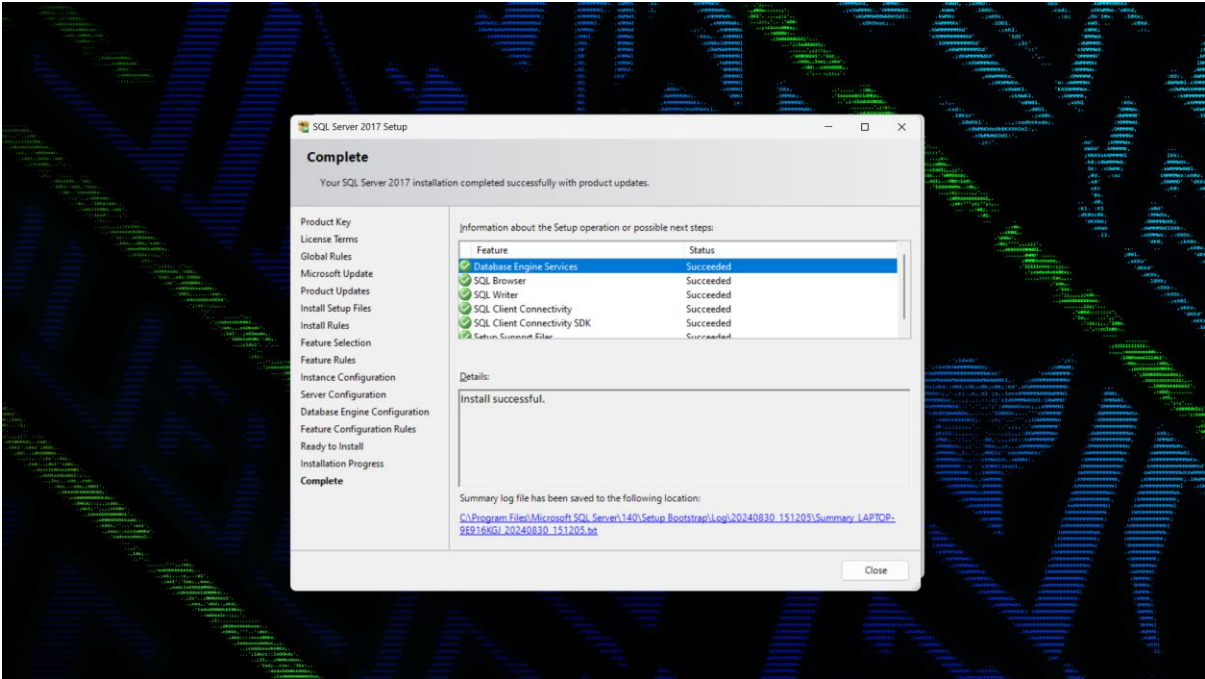 SQL Server 2017 Setup
Complete
Your SQL Server 2017 installation completed successfully with product updates.
Product Key
License Terms
Global Rules
Microsoft Update
Product Updates
Install Setup Files
Install Rules
Feature Selection
Feature Rules
Instance Configuration
Server Configuration
Database Engine Configuration
Feature Configuration Rules
Ready to Install
Installation Progress
Complete
Information about the Setup operation or possible next steps:
Feature Status
Database Engine Services Succeeded
SQL Browser Succeeded
SQL Writer Succeeded
SQL Client Connectivity Succeeded
SQL Client Connectivity SDK Succeeded
Setup Support Files Succeeded
Details:
Install successful.
Summary log file has been saved to the following location:
C:\Program Files\Microsoft SQL Server\140\Setup Bootstrap\Log\20240830_151205\Summary_LAPTOP-
9E916KGJ_20240830_151205.txt
Close